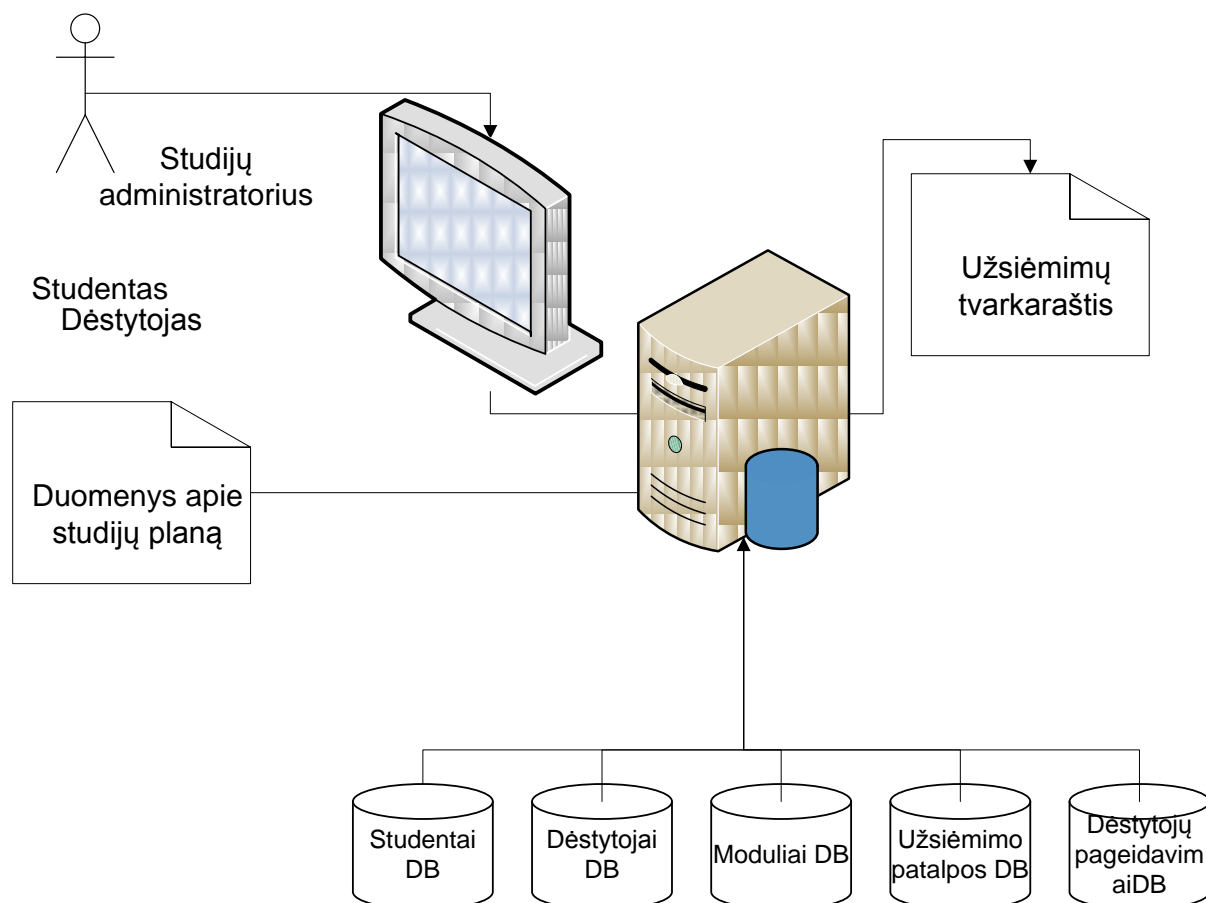 Studijų
administratorius
Studentas
Dėstytojas
Užsiėmimų
tvarkaraštis
Duomenys apie
studijų planą
Studentai
DB
Dėstytojai
DB
Moduliai DB
Užsiėmimo
patalpos DB
Dėstytojų
pageidavim
aiDB